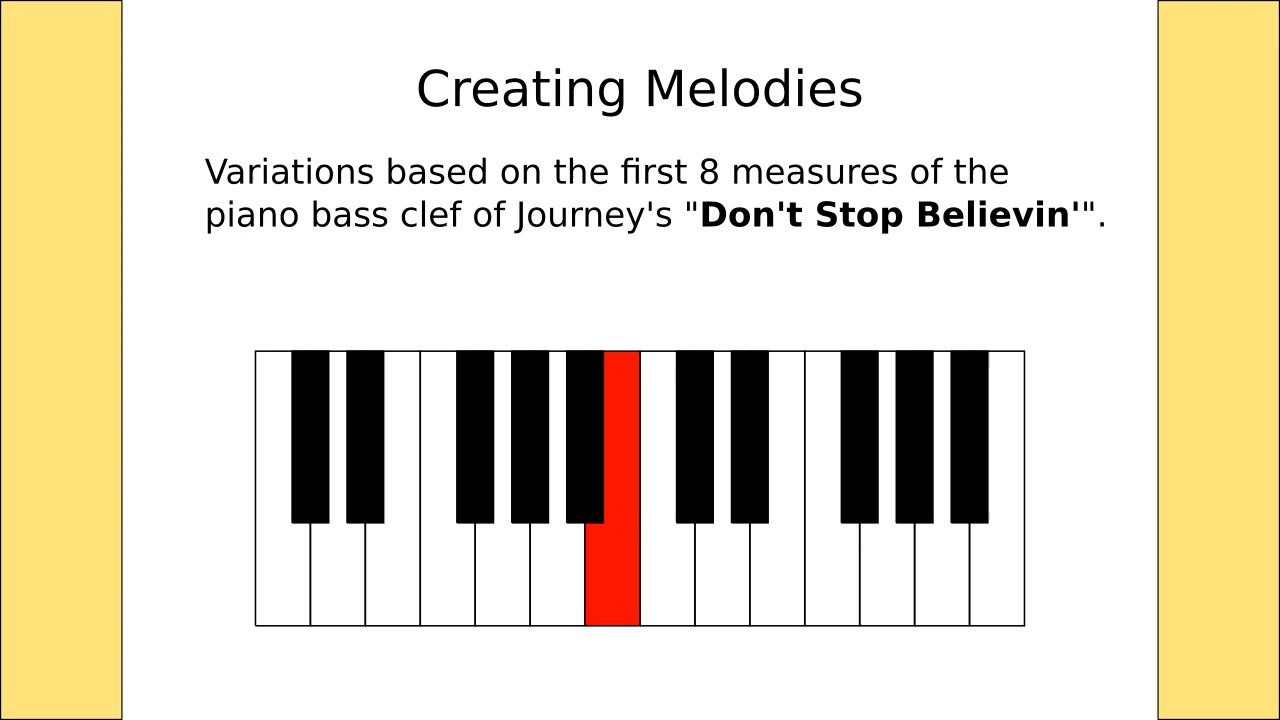 Creating Melodies
Variations based on the first 8 measures of the
piano bass clef of Journey's "Don't Stop Believin'".